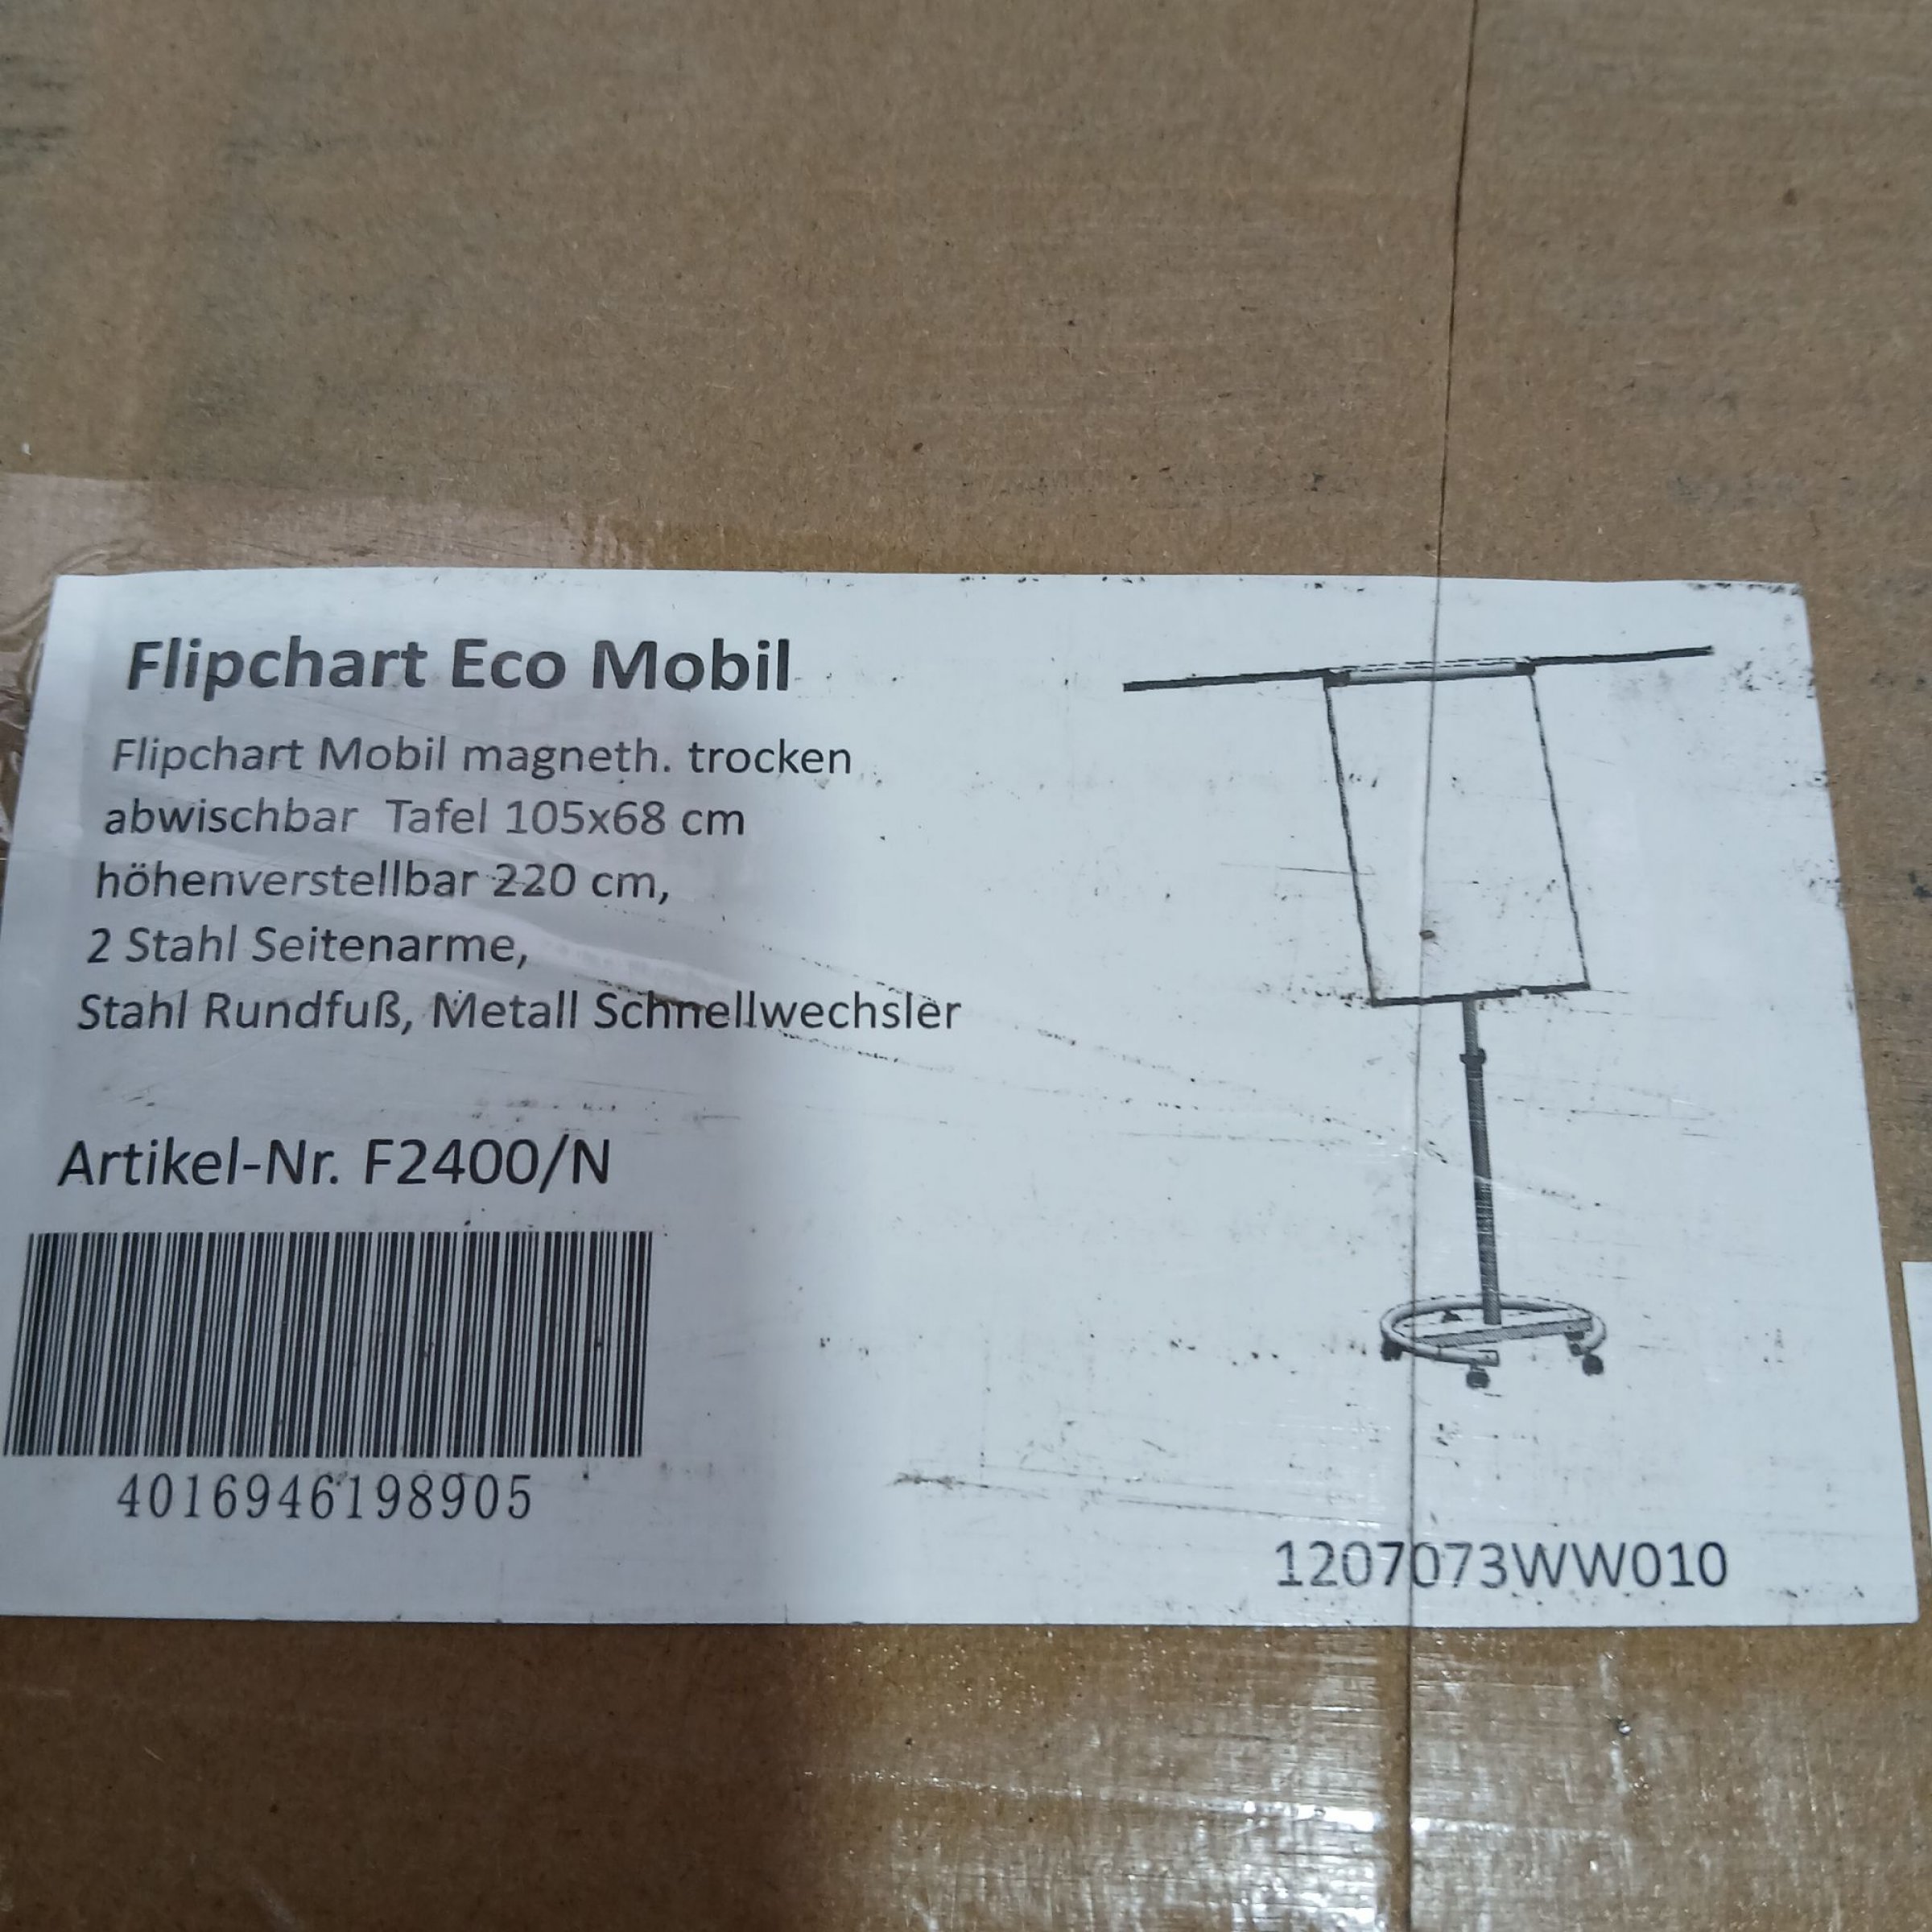 Flipchart Eco Mobil
Flipchart Mobil magneth. trocken
abwischbar Tafel 105x68 cm
höhenverstellbar 220 cm,
2 Stahl Seitenarme,
Stahl Rundfuß, Metall Schnellwechsler
Artikel-Nr. F2400/N
4016946198905
1207073WW010